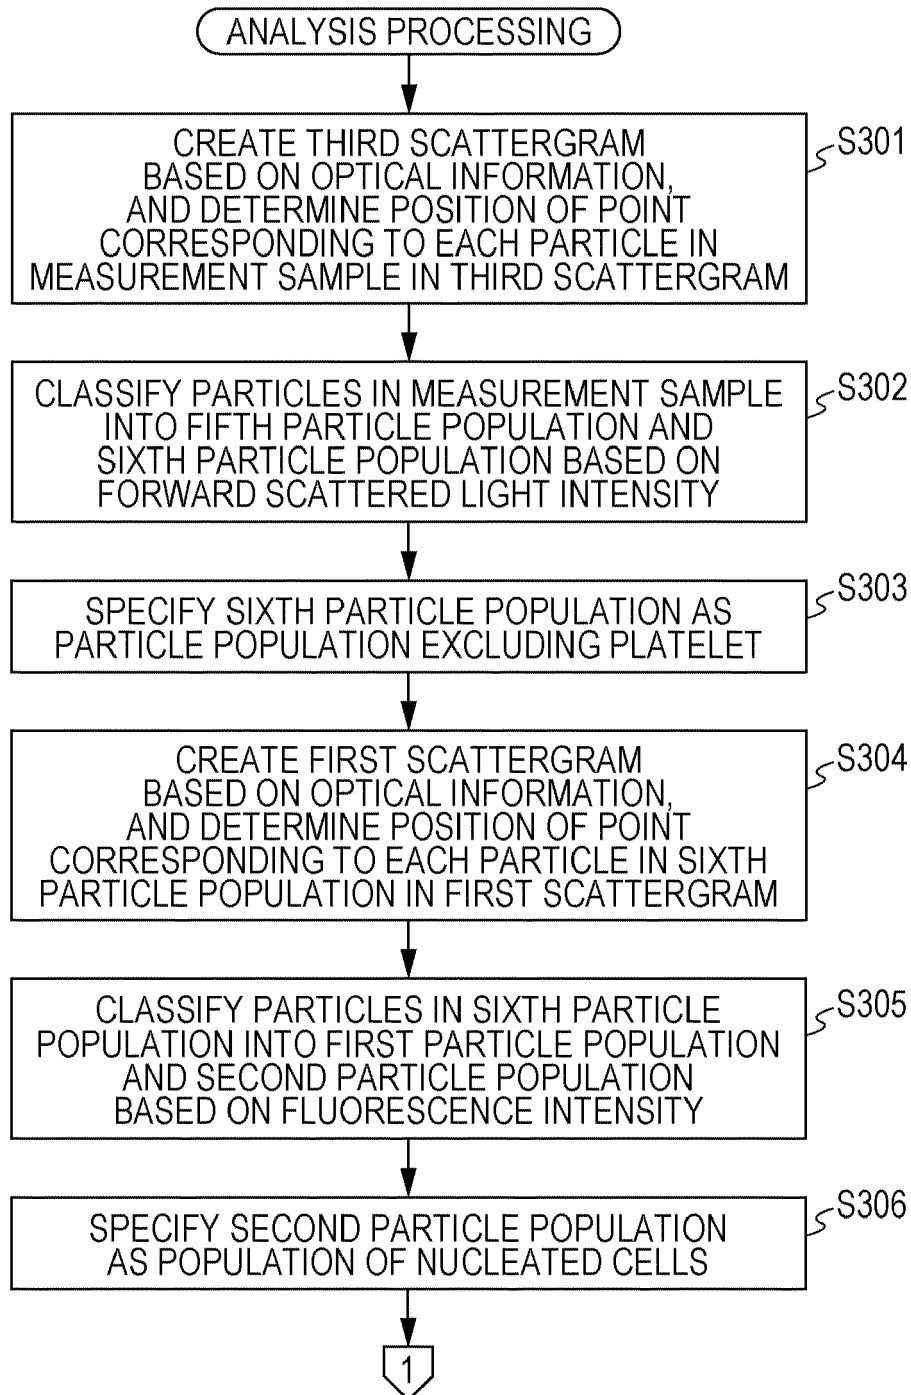 ANALYSIS PROCESSING
CREATE THIRD SCATTERGRAM
BASED ON OPTICAL INFORMATION,
AND DETERMINE POSITION OF POINT
CORRESPONDING TO EACH PARTICLE IN
MEASUREMENT SAMPLE IN THIRD SCATTERGRAM
S301
CLASSIFY PARTICLES IN MEASUREMENT SAMPLE
INTO FIFTH PARTICLE POPULATION AND
SIXTH PARTICLE POPULATION BASED ON
FORWARD SCATTERED LIGHT INTENSITY
S302
SPECIFY SIXTH PARTICLE POPULATION AS
PARTICLE POPULATION EXCLUDING PLATELET
S303
CREATE FIRST SCATTERGRAM
BASED ON OPTICAL INFORMATION,
AND DETERMINE POSITION OF POINT
CORRESPONDING TO EACH PARTICLE IN SIXTH
PARTICLE POPULATION IN FIRST SCATTERGRAM
S304
CLASSIFY PARTICLES IN SIXTH PARTICLE
POPULATION INTO FIRST PARTICLE POPULATION
AND SECOND PARTICLE POPULATION
BASED ON FLUORESCENCE INTENSITY
S305
SPECIFY SECOND PARTICLE POPULATION
AS POPULATION OF NUCLEATED CELLS
S306
1